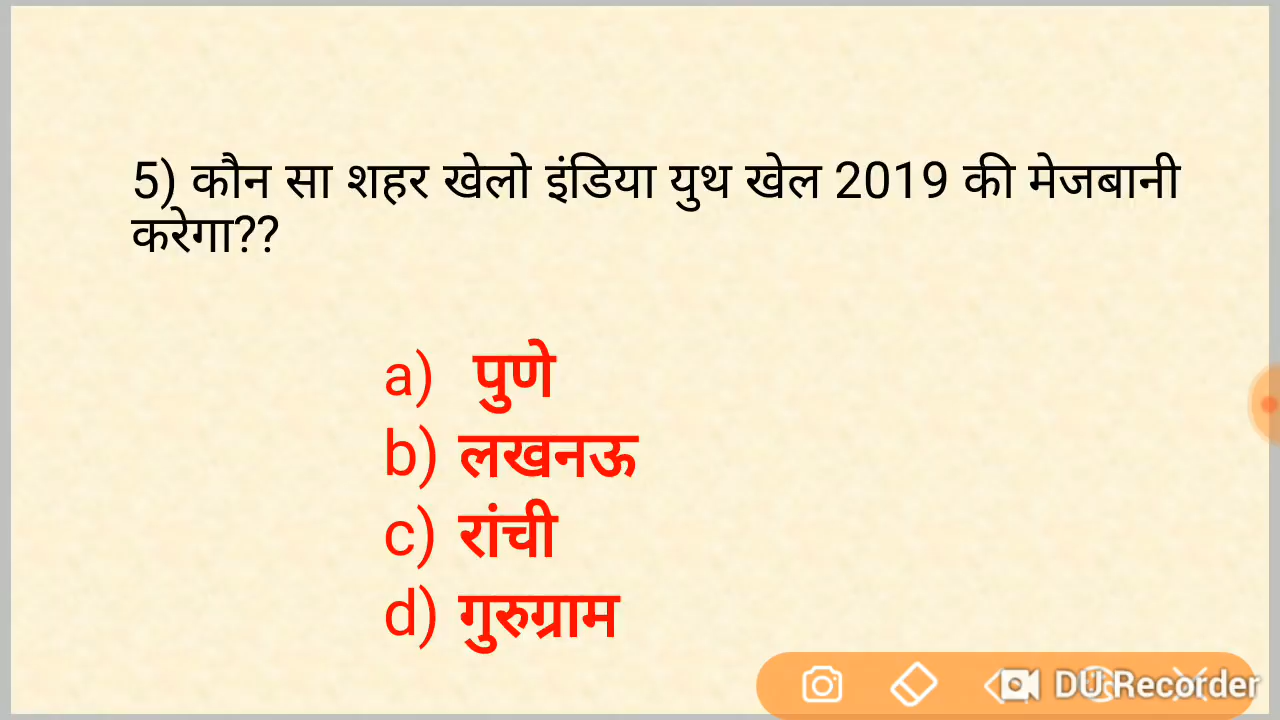 5) कौन सा शहर खेलो इंडिया युथ खेल 2019 की मेजबानी
करेगा??
a) पुणे
b) लखनऊ
c) रांची
d) गुरुग्राम
DU Recorder